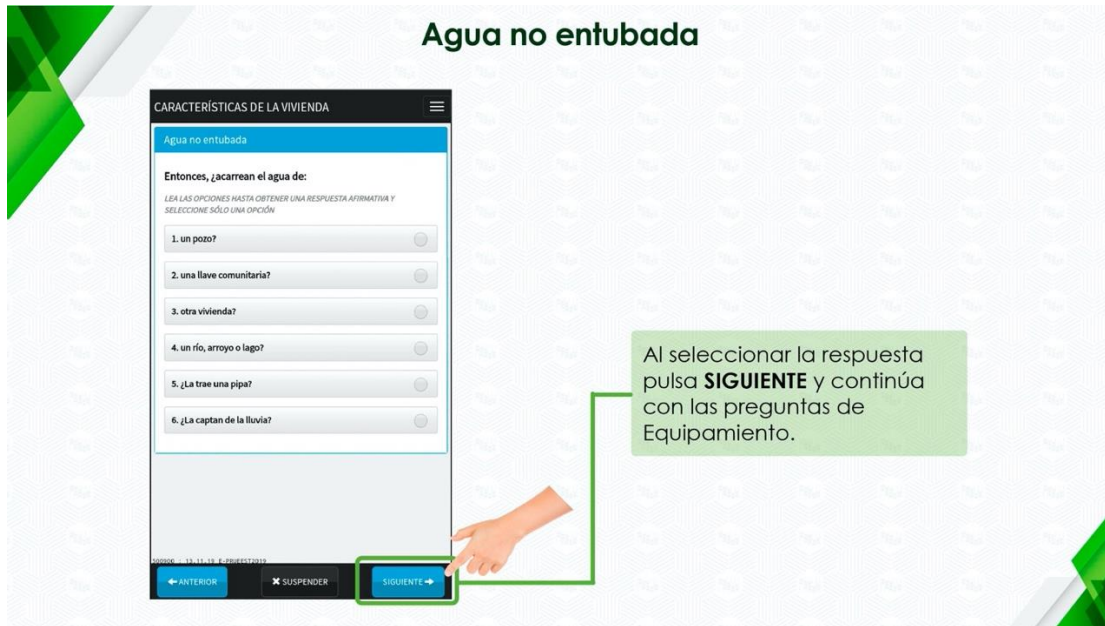 Agua no entubada
CARACTERÍSTICAS DE LA VIVIENDA
Agua no entubada
Entonces, ¿acarrean el agua de:
LEA LAS OPCIONES HASTA OBTENER UNA RESPUESTA AFIRMATIVA Y
SELECCIONE SÓLO UNA OPCIÓN
1. un pozo?
2. una llave comunitaria?
3. otra vivienda?
4. un río, arroyo o lago?
5. ¿La trae una pipa?
6. ¿La captan de la lluvia?
Al seleccionar la respuesta
pulsa SIGUIENTE y continúa
con las preguntas de
Equipamiento.
ANTERIOR
SUSPENDER
SIGUIENTE